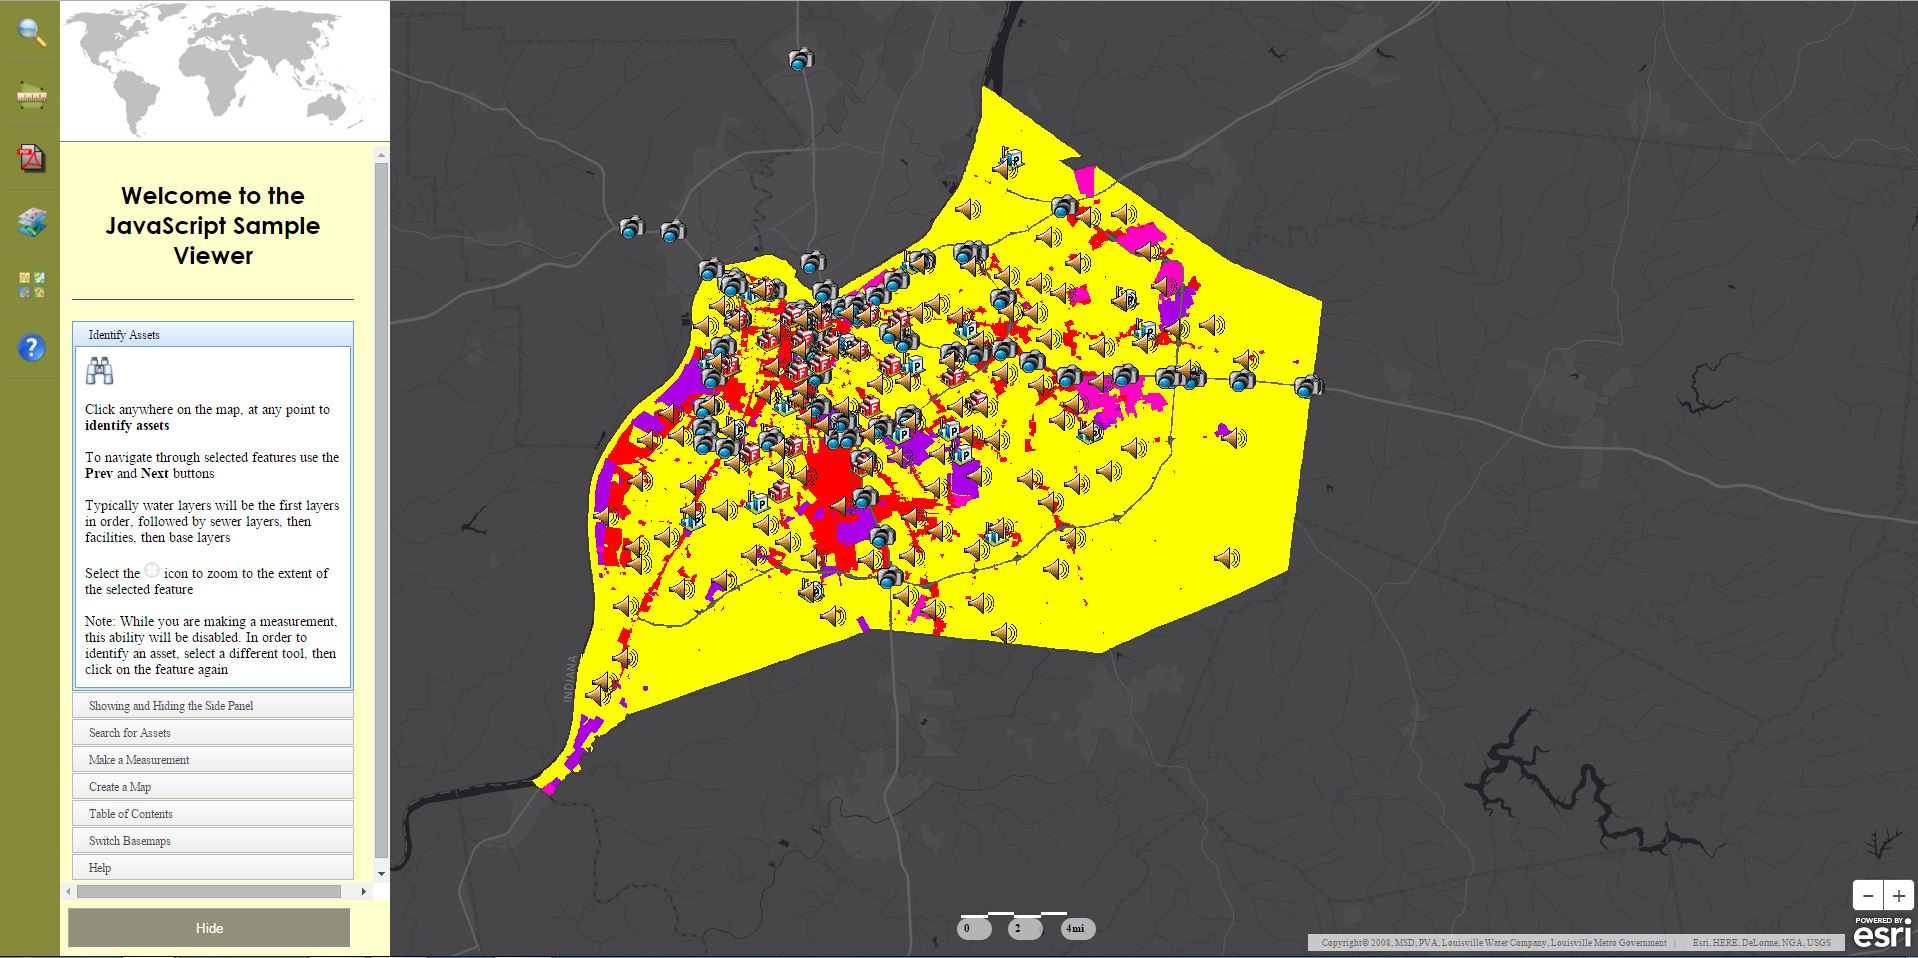 Welcome to the
JavaScript Sample
Viewer
Identify Assets
Click anywhere on the map, at any point to
identify assets
To navigate through selected features use the
Prev and Next buttons
Typically water layers will be the first layers
in order, followed by sewer layers, then
facilities, then base layers
Select the icon to zoom to the extent of
the selected feature
Note: While you are making a measurement,
this ability will be disabled. In order to
identify an asset, select a different tool, then
click on the feature again
Showing and Hiding the Side Panel
Search for Assets
Make a Measurement
Create a Map
Table of Contents
Switch Basemaps
Help
Hide
INDIANA
0 2 4mi
Copyright© 2008, MSD, PVA, Louisville Water Company, Louisville Metro Government | Esri, HERE, DeLorme, NGA, USGS
POWERED BY
esri